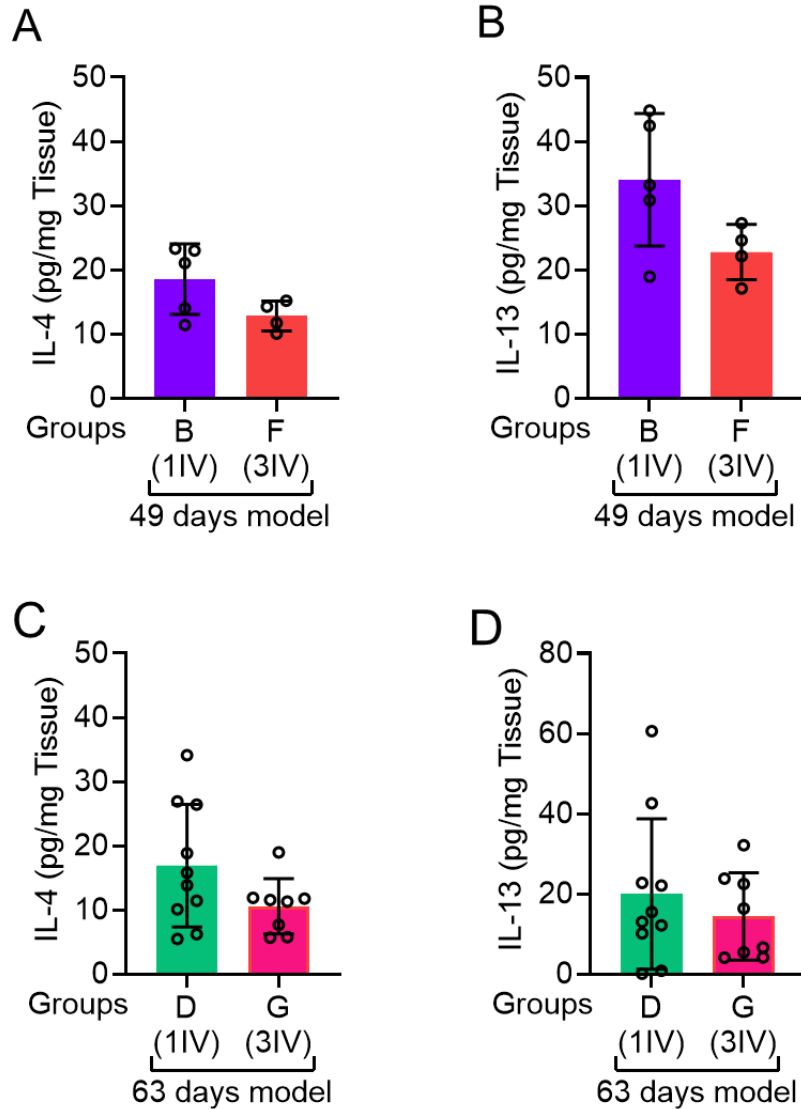 A
IL-4 (pg/mg Tissue)
50
40
30
20
10
0
Groups B F
(1IV) (3IV)
49 days model
B
IL-13 (pg/mg Tissue)
50
40
30
20
10
0
Groups B F
(1IV) (3IV)
49 days model
C
IL-4 (pg/mg Tissue)
50
40
30
20
10
0
Groups D G
(1IV) (3IV)
63 days model
D
IL-13 (pg/mg Tissue)
80
60
40
20
0
Groups D G
(1IV) (3IV)
63 days model